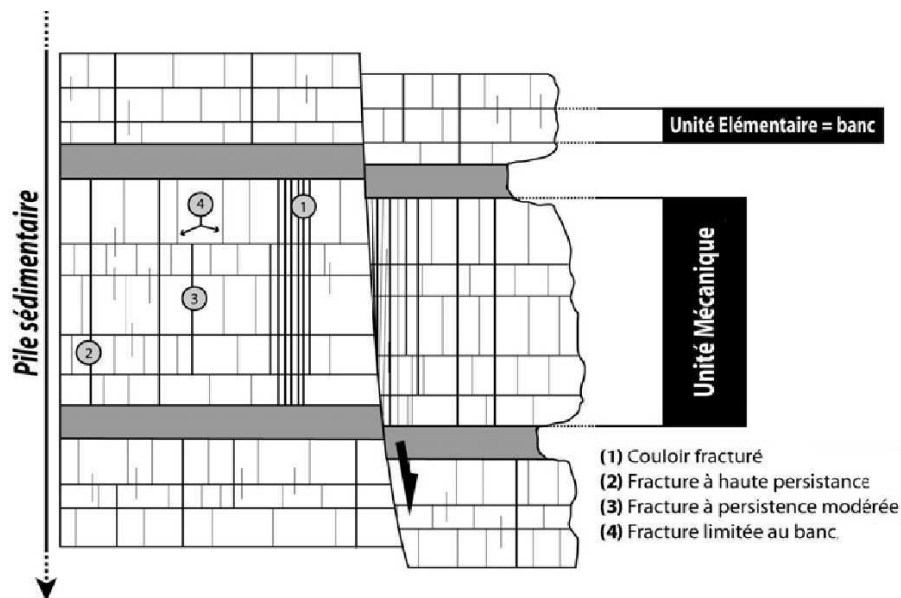 Pile sédimentaire
Unité Elémentaire = banc
4
1
3
2
Unité Mécanique
(1) Couloir fracturé
(2) Fracture à haute persistance
(3) Fracture à persistence modérée
(4) Fracture limitée au banc